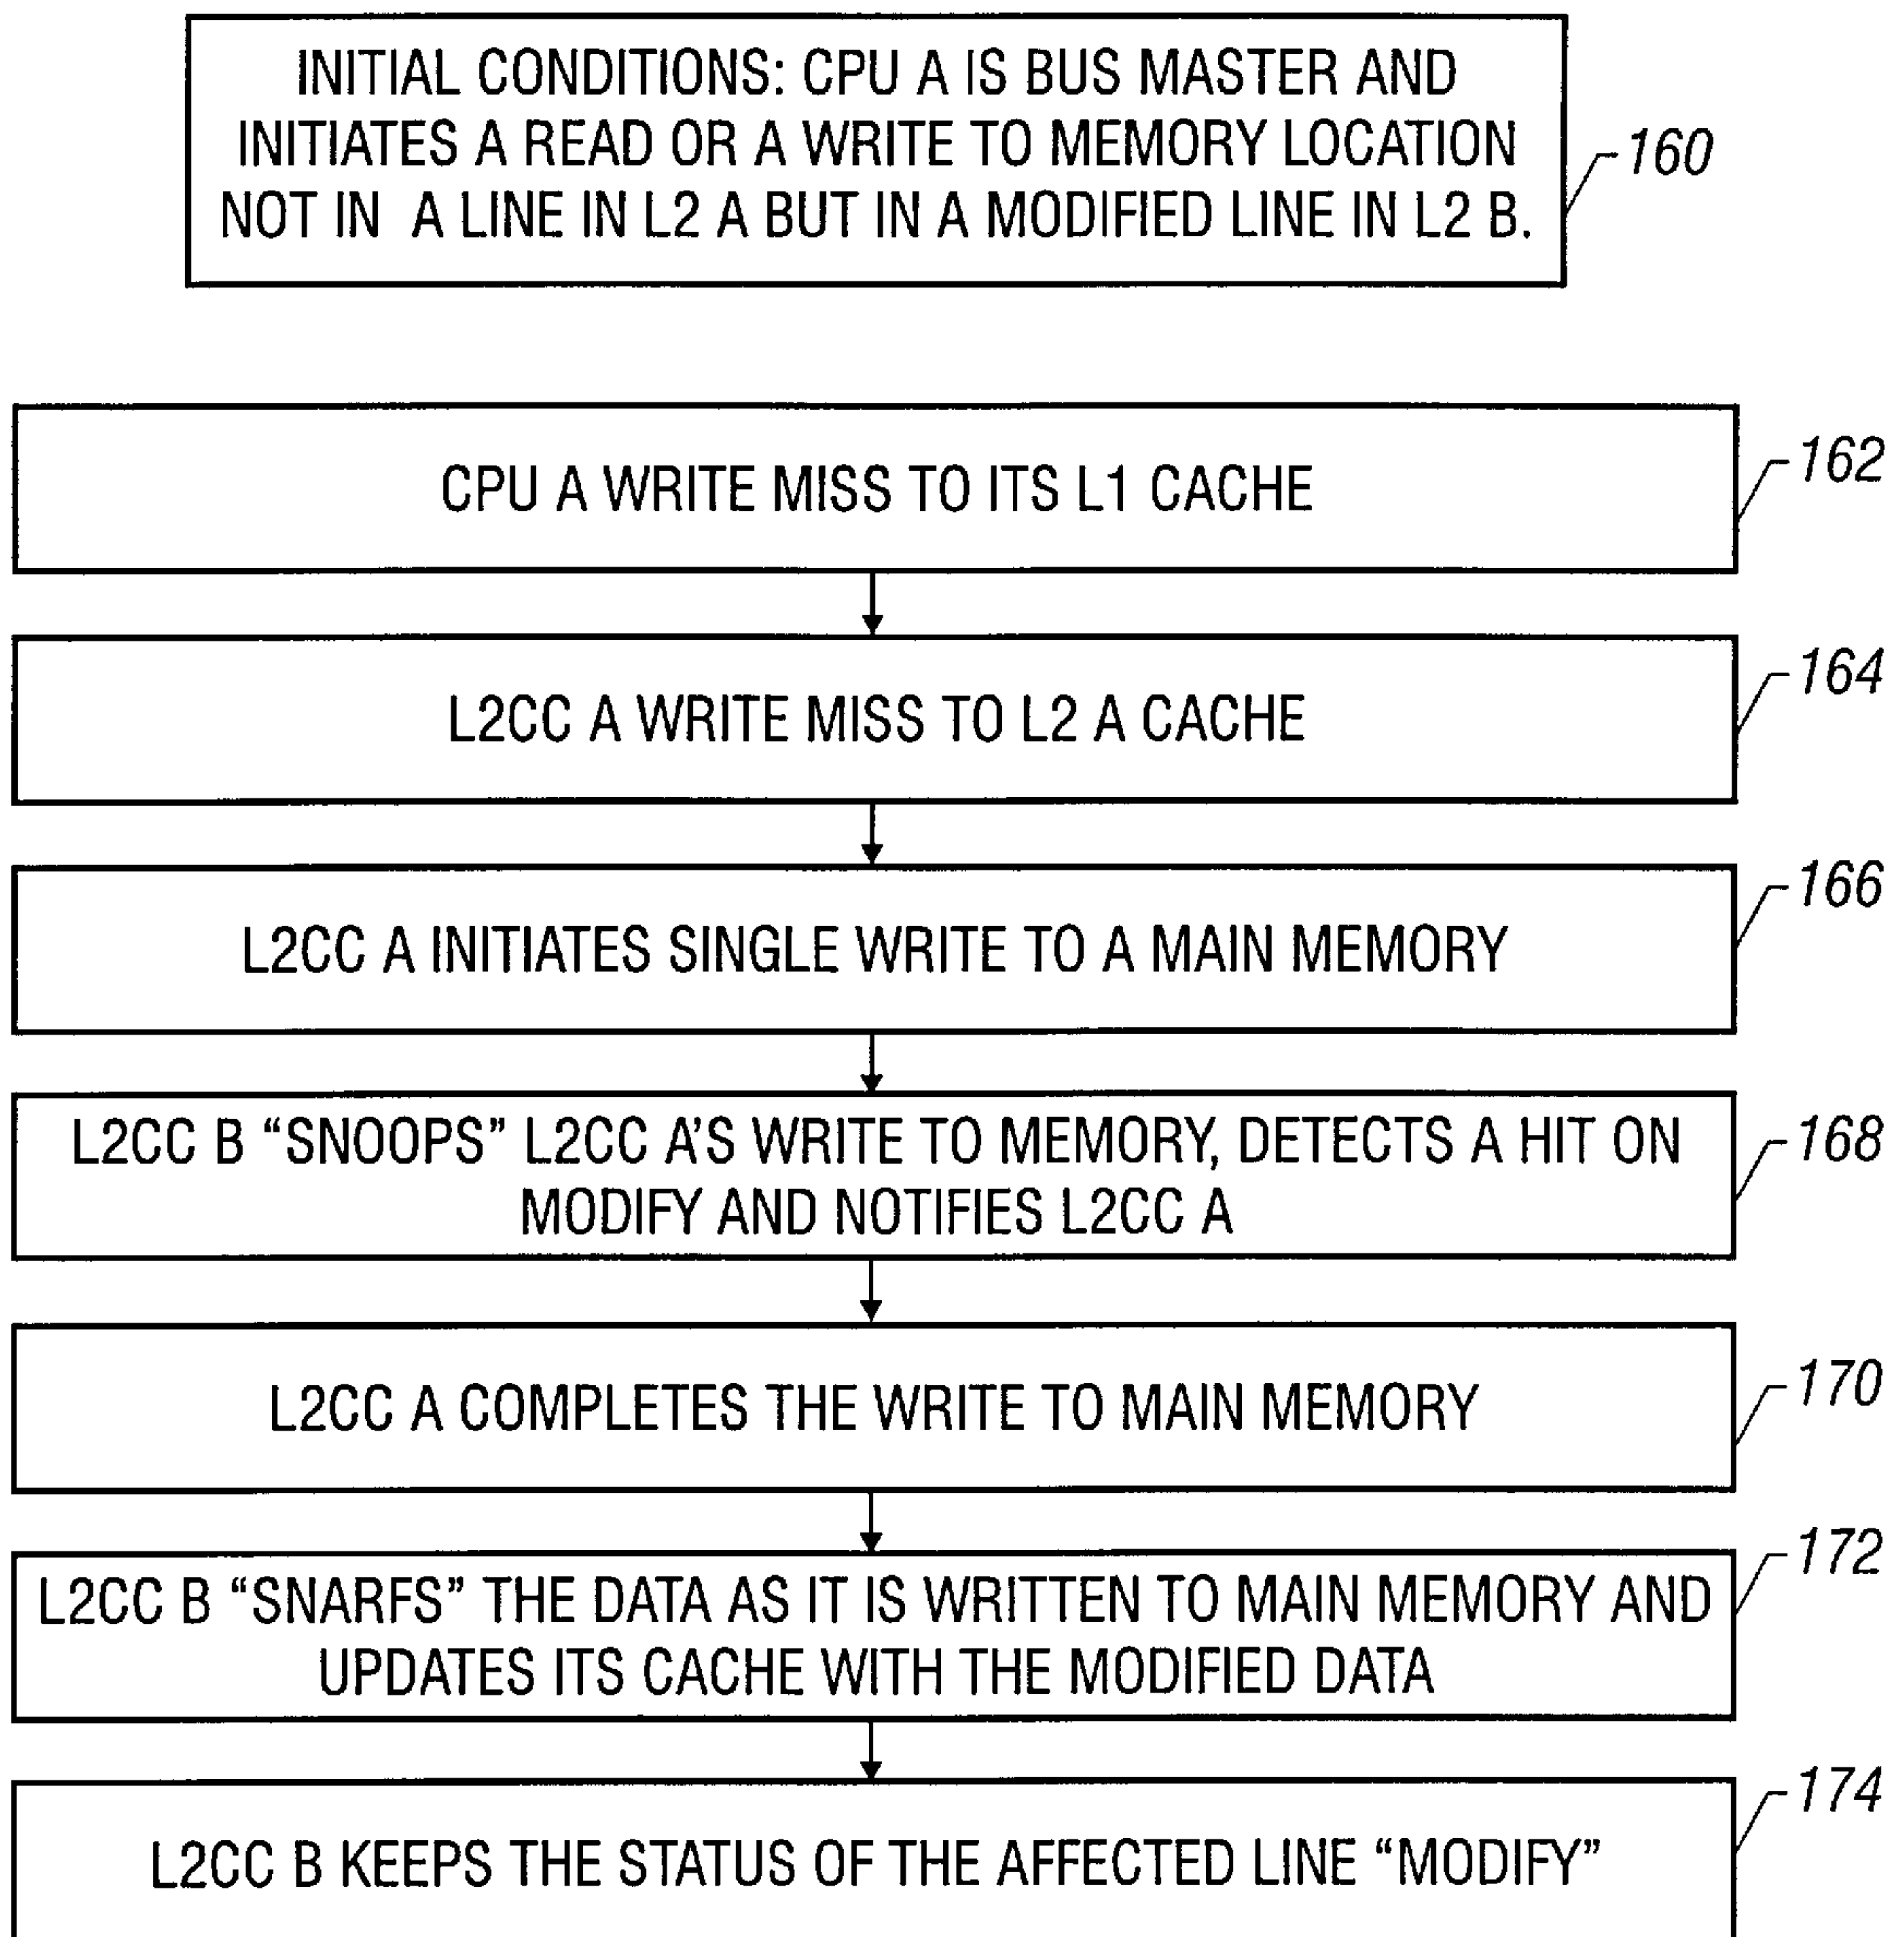 INITIAL CONDITIONS: CPU A IS BUS MASTER AND
INITIATES A READ OR A WRITE TO MEMORY LOCATION
NOT IN A LINE IN L2 A BUT IN A MODIFIED LINE IN L2 B.
160
CPU A WRITE MISS TO ITS L1 CACHE
162
L2CC A WRITE MISS TO L2 A CACHE
164
L2CC A INITIATES SINGLE WRITE TO A MAIN MEMORY
166
L2CC B “SNOOPS” L2CC A’S WRITE TO MEMORY, DETECTS A HIT ON
MODIFY AND NOTIFIES L2CC A
168
L2CC A COMPLETES THE WRITE TO MAIN MEMORY
170
L2CC B “SNARFS” THE DATA AS IT IS WRITTEN TO MAIN MEMORY AND
UPDATES ITS CACHE WITH THE MODIFIED DATA
172
L2CC B KEEPS THE STATUS OF THE AFFECTED LINE “MODIFY”
174